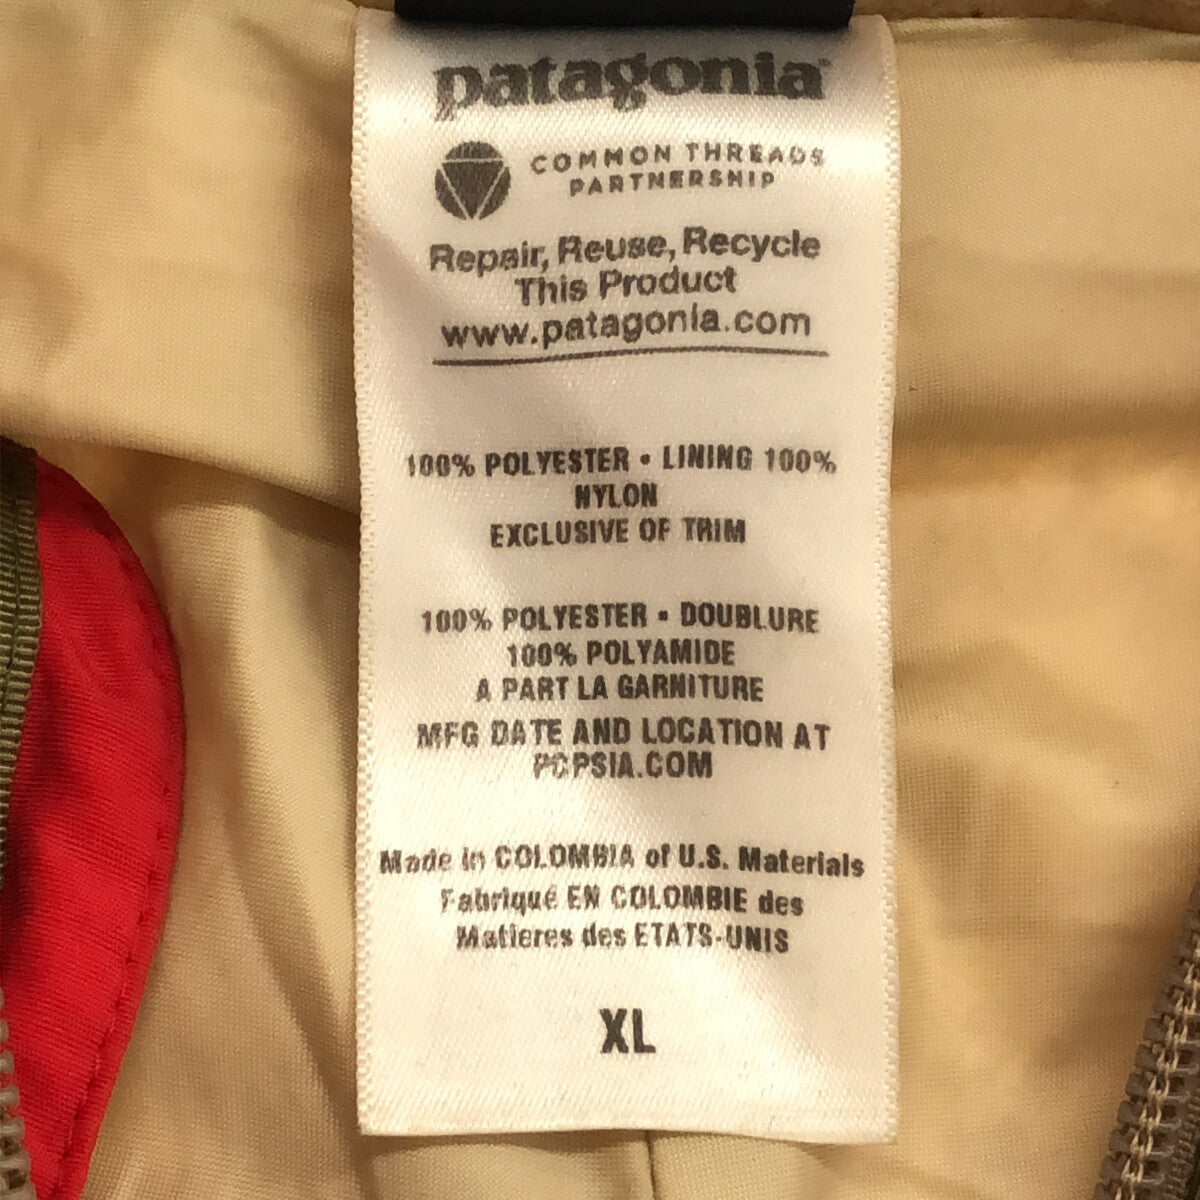 patagonia
COMMON THREADS
PARTNERSHIP
Repair, Reuse, Recycle
This Product
www.patagonia.com
100% POLYESTER • LINING 100%
NYLON
EXCLUSIVE OF TRIM
100% POLYESTER • DOUBLURE
100% POLYAMIDE
A PART LA GARNITURE
MFG DATE AND LOCATION AT
PCPSIA.COM
Made in COLOMBIA of U.S. Materials
Fabriqué EN COLOMBIE des
Matieres des ETATS-UNIS
XL